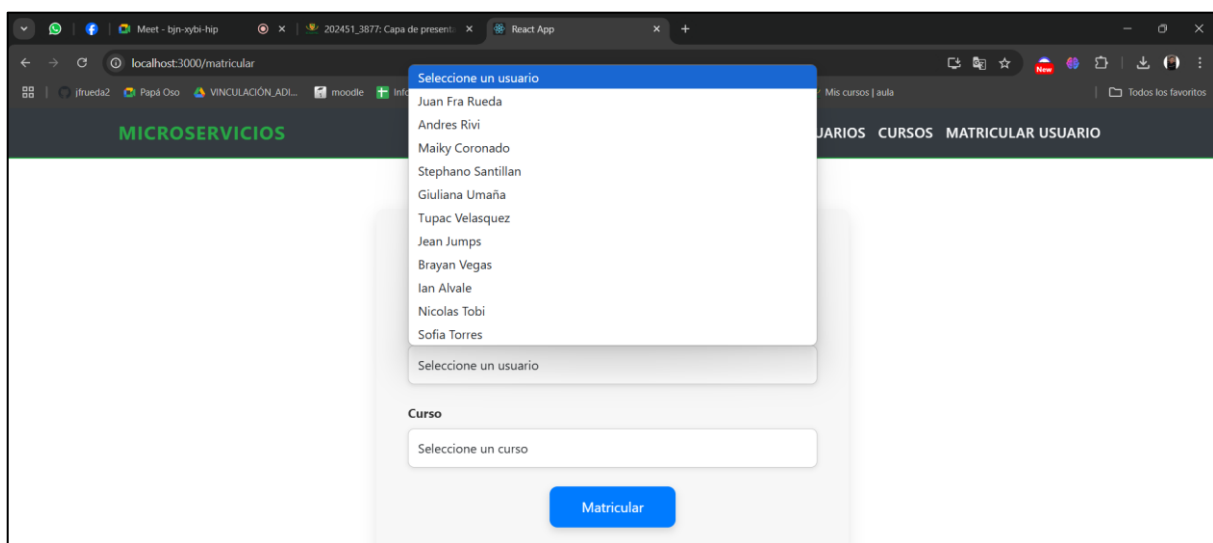 Meet - bjn-xybi-hip
202451_3877: Capa de presenta
React App
localhost:3000/matricular
New
jfrueda2
Papá Oso
VINCULACIÓN_ADI...
moodle
Mis cursos | aula
Todos los favoritos
MICROSERVICIOS
CURSOS
MATRICULAR USUARIO
Seleccione un usuario
Juan Fra Rueda
Andres Rivi
Maiky Coronado
Stephano Santillan
Giuliana Umaña
Tupac Velasquez
Jean Jumps
Brayan Vegas
Ian Alvale
Nicolas Tobi
Sofia Torres
Seleccione un usuario
Curso
Seleccione un curso
Matricular